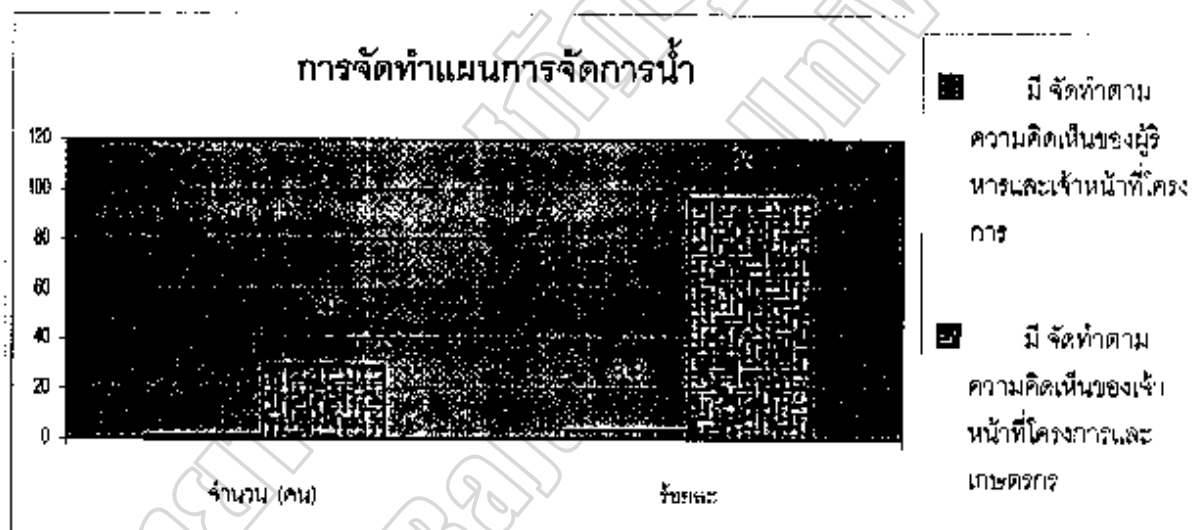 การจัดทำแผนการจัดการน้ำ
120
100
80
60
40
20
0
จำนวน (คน)
ร้อยละ
มี จัดทำตาม
ความคิดเห็นของผู้ริ
หารและเจ้าหน้าที่โครง
การ
มี จัดทำตาม
ความคิดเห็นของเจ้า
หน้าที่โครงการและ
เกษตรกร